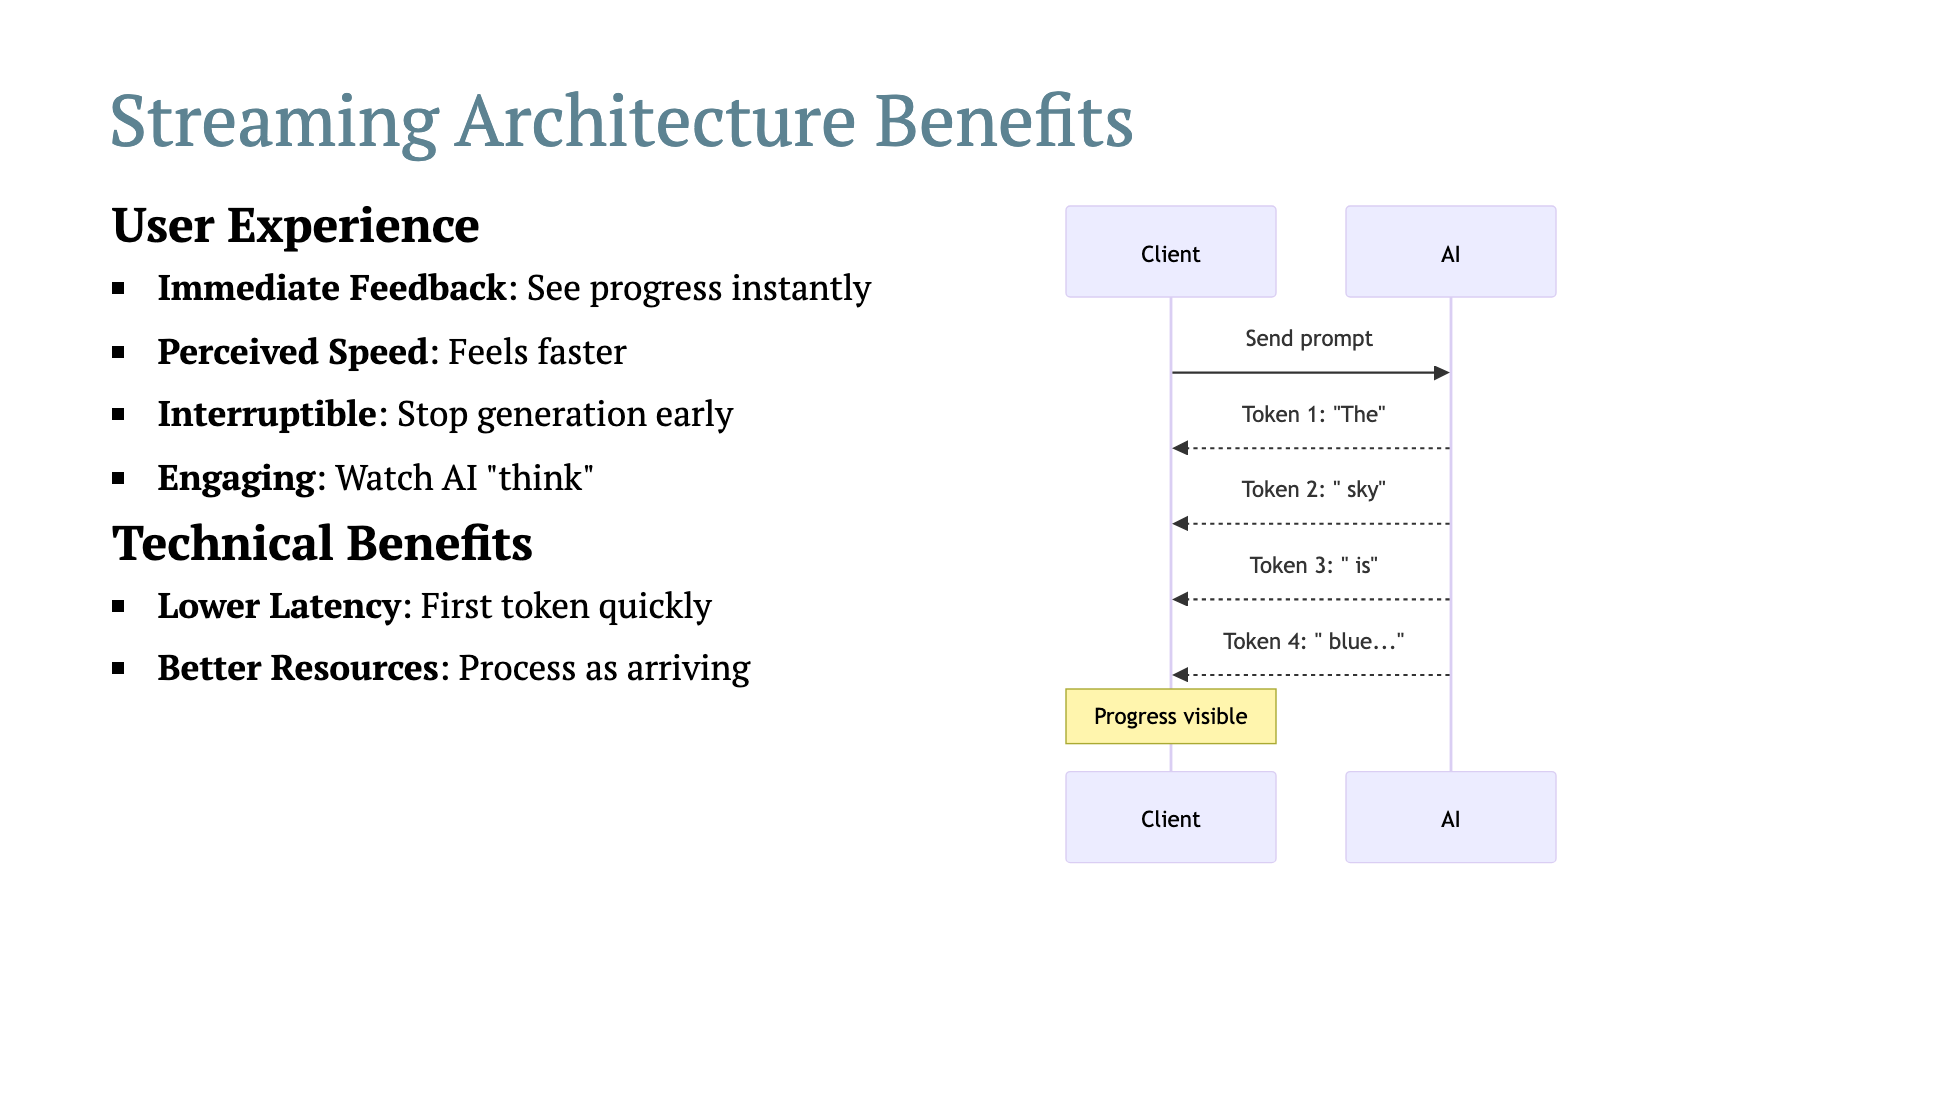 Streaming Architecture Benefits
User Experience
▪ Immediate Feedback: See progress instantly
▪ Perceived Speed: Feels faster
▪ Interruptible: Stop generation early
▪ Engaging: Watch AI "think"
Technical Benefits
▪ Lower Latency: First token quickly
▪ Better Resources: Process as arriving
Client
AI
Send prompt
Token 1: "The"
Token 2: " sky"
Token 3: " is"
Token 4: " blue..."
Progress visible
Client
AI